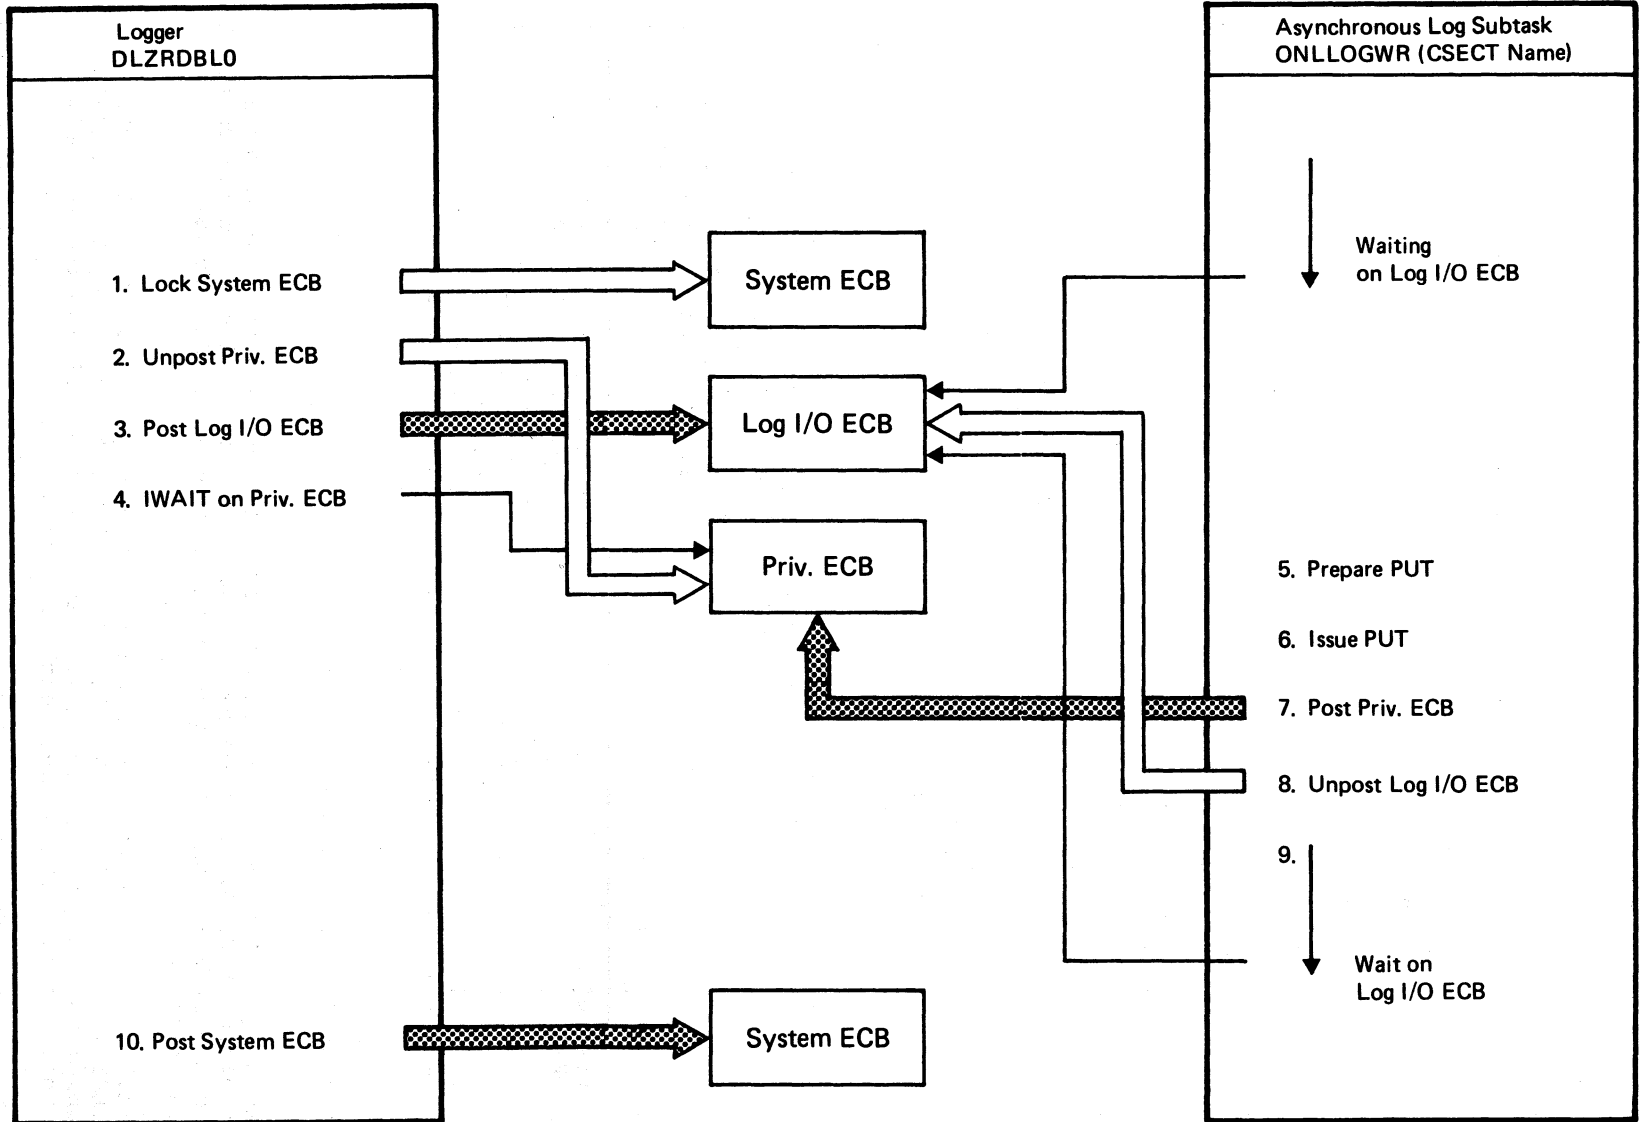 Logger
DLZRDBL0
Asynchronous Log Subtask
ONLLOGWR (CSECT Name)
1. Lock System ECB
2. Unpost Priv. ECB
3. Post Log I/O ECB
4. IWAIT on Priv. ECB
10. Post System ECB
System ECB
Log I/O ECB
Priv. ECB
System ECB
Waiting
on Log I/O ECB
5. Prepare PUT
6. Issue PUT
7. Post Priv. ECB
8. Unpost Log I/O ECB
9.
Wait on
Log I/O ECB